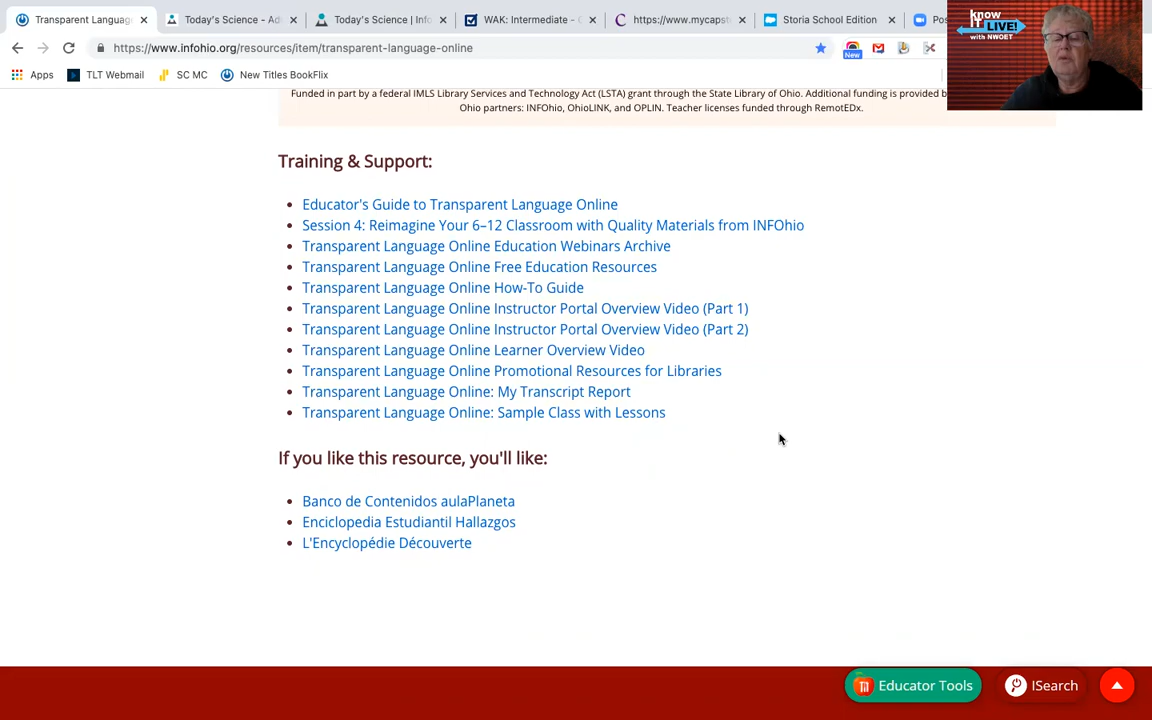 Transparent Languag
Today's Science - Ad
Today's Science | Info
WAK: Intermediate -
https://www.mycapst
Storia School Edition
Pos
https://www.infohio.org/resources/item/transparent-language-online
New
Apps
TLT Webmail
SC MC
New Titles BookFlix
know
it LIVE!
with NWOET
Funded in part by a federal IMLS Library Services and Technology Act (LSTA) grant through the State Library of Ohio. Additional funding is provided b
Ohio partners: INFOhio, OhioLINK, and OPLIN. Teacher licenses funded through RemotEDx.
Training & Support:
Educator's Guide to Transparent Language Online
Session 4: Reimagine Your 6–12 Classroom with Quality Materials from INFOhio
Transparent Language Online Education Webinars Archive
Transparent Language Online Free Education Resources
Transparent Language Online How-To Guide
Transparent Language Online Instructor Portal Overview Video (Part 1)
Transparent Language Online Instructor Portal Overview Video (Part 2)
Transparent Language Online Learner Overview Video
Transparent Language Online Promotional Resources for Libraries
Transparent Language Online: My Transcript Report
Transparent Language Online: Sample Class with Lessons
If you like this resource, you'll like:
Banco de Contenidos aulaPlaneta
Enciclopedia Estudiantil Hallazgos
L'Encyclopédie Découverte
Educator Tools
ISearch